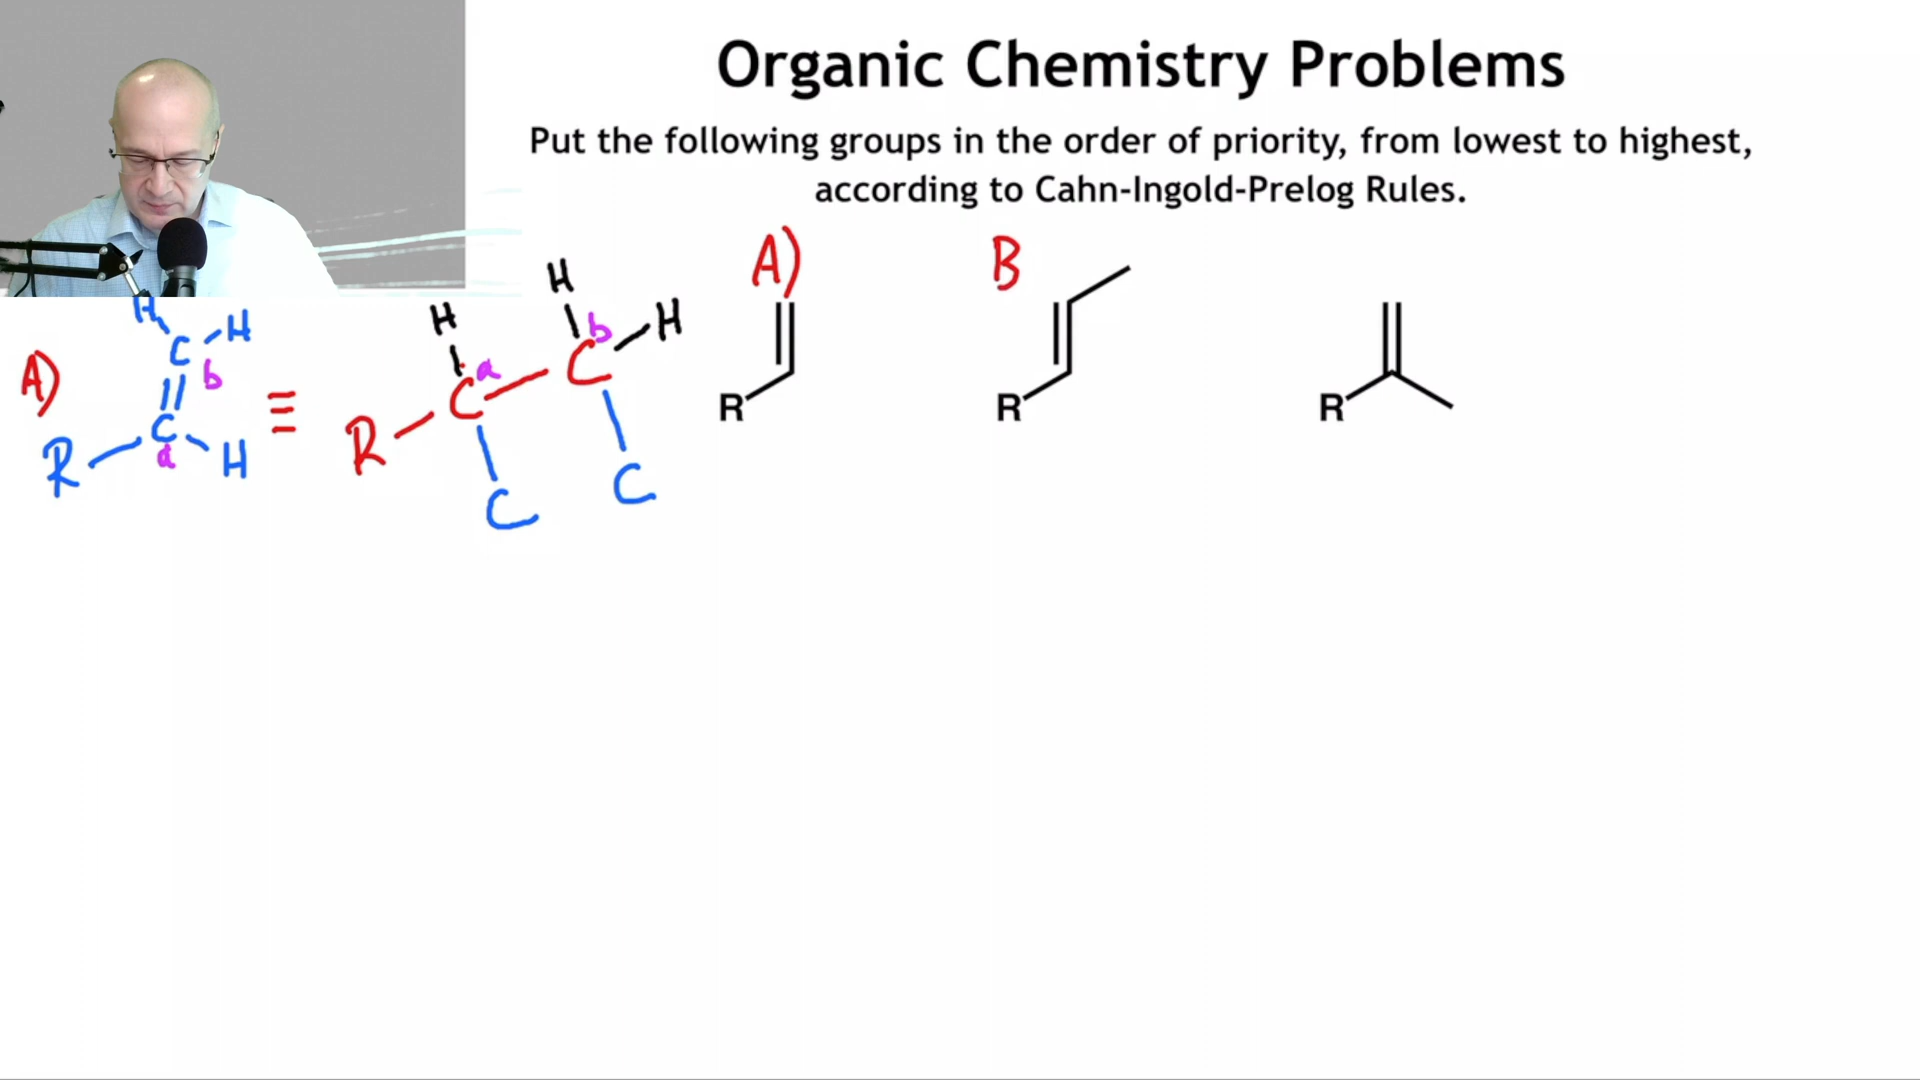 Organic Chemistry Problems
Put the following groups in the order of priority, from lowest to highest,
according to Cahn-Ingold-Prelog Rules.
A)
B
R
R
R
A)
H
H
C
b
C
a
R
H
≡
H
H
H
b
a
C
C
R
C
C